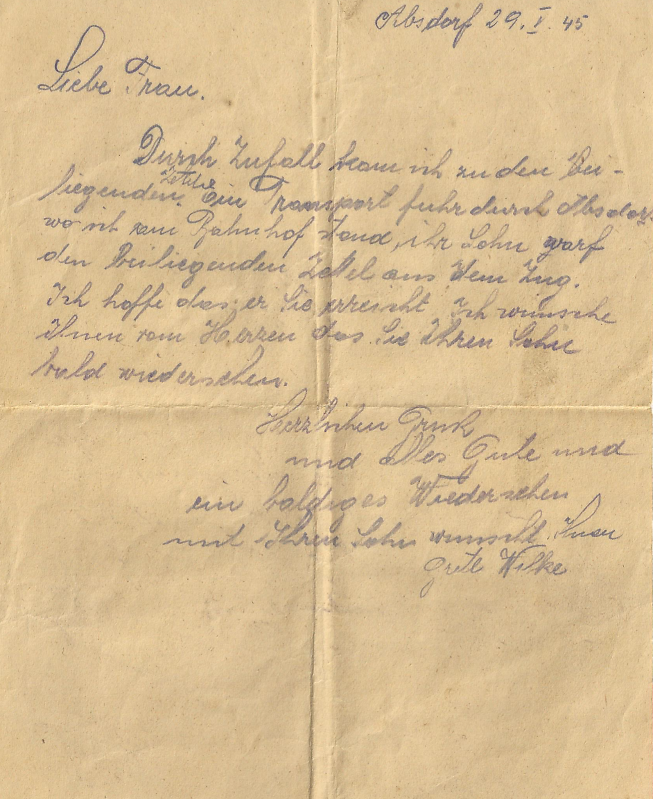 Absdorf 29. V. 45
Liebe Frau.
Durch Zufall kam ich zu den Bei-
liegenden Zettel ein Transport fuhr durch Absdorf
wo ich am Bahnhof stand, ihr Sohn warf
den Beiliegenden Zettel aus dem Zug.
Ich hoffe das er Sie erreicht. Ich wünsche
Ihnen vom Herzen das Sie Ihren Sohn
bald wiedersehen.
Herzlichen Gruß
und alles Gute und
ein baldiges Wiedersehen
mit Ihren Sohn wünscht Ihnen
Grete Wilke